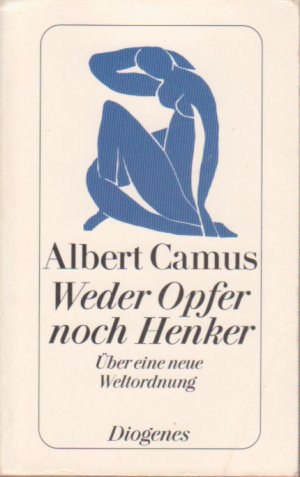 Albert Camus
Weder Opfer
noch Henker
Über eine neue
Weltordnung
Diogenes